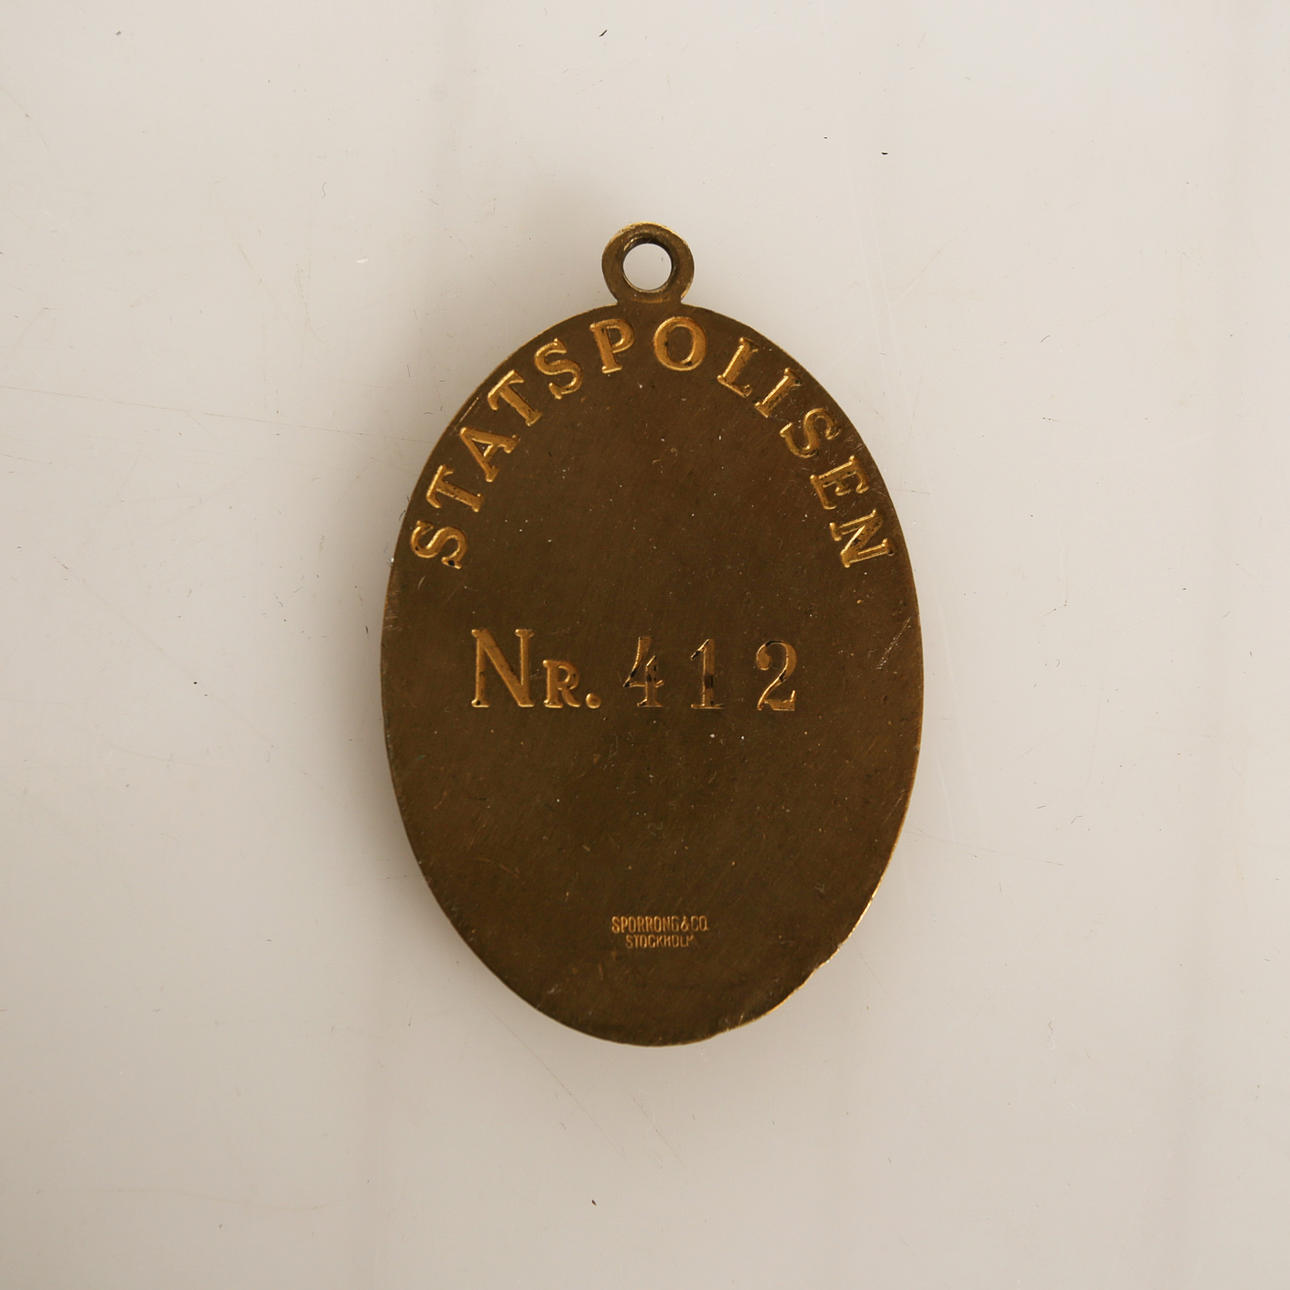 STATSPOLISEN
NR. 412
SPORRONG & CO.
STOCKHOLM